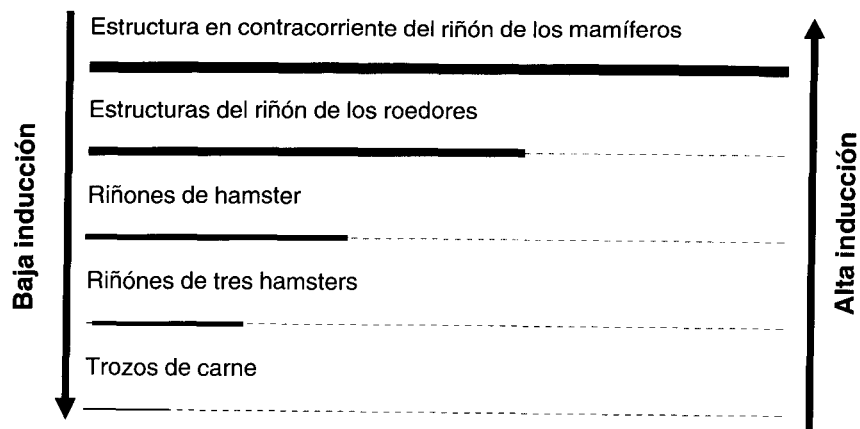 Estructura en contracorriente del riñón de los mamíferos
Estructuras del riñón de los roedores
Riñones de hamster
Riñónes de tres hamsters
Trozos de carne
Baja inducción
Alta inducción